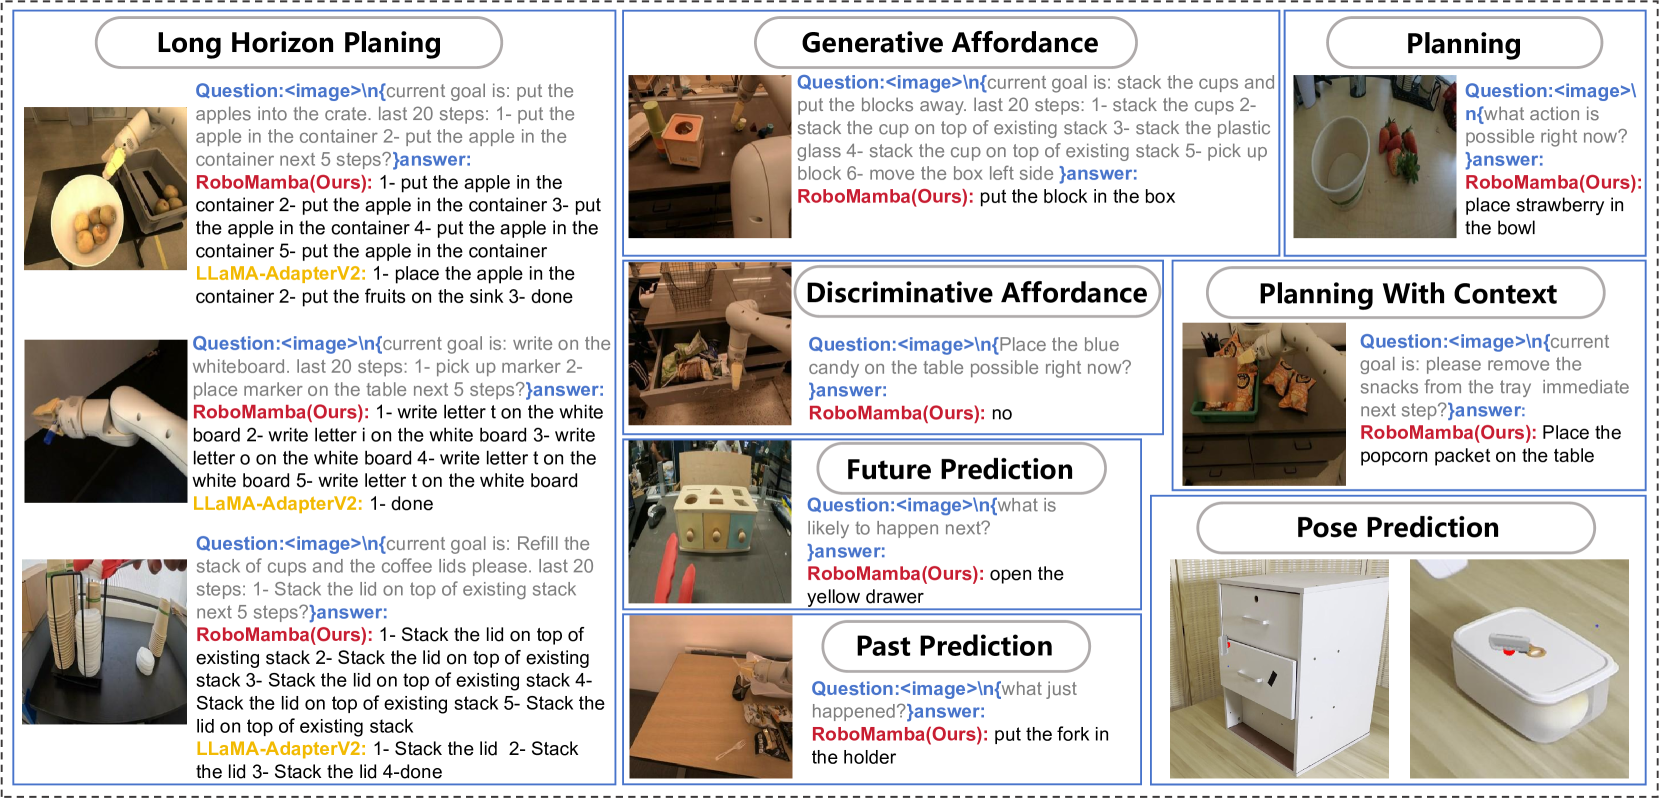 Long Horizon Planing
Question:<image>\n{current goal is: put the
apples into the crate. last 20 steps: 1- put the
apple in the container 2- put the apple in the
container next 5 steps?}answer:
RoboMamba(Ours): 1- put the apple in the
container 2- put the apple in the container 3- put
the apple in the container 4- put the apple in the
container 5- put the apple in the container
LLaMA-AdapterV2: 1- place the apple in the
container 2- put the fruits on the sink 3- done
Question:<image>\n{current goal is: write on the
whiteboard. last 20 steps: 1- pick up marker 2-
place marker on the table next 5 steps?}answer:
RoboMamba(Ours): 1- write letter t on the white
board 2- write letter i on the white board 3- write
letter o on the white board 4- write letter t on the
white board 5- write letter t on the white board
LLaMA-AdapterV2: 1- done
Question:<image>\n{current goal is: Refill the
stack of cups and the coffee lids please. last 20
steps: 1- Stack the lid on top of existing stack
next 5 steps?}answer:
RoboMamba(Ours): 1- Stack the lid on top of
existing stack 2- Stack the lid on top of existing
stack 3- Stack the lid on top of existing stack 4-
Stack the lid on top of existing stack 5- Stack the
lid on top of existing stack
LLaMA-AdapterV2: 1- Stack the lid  2- Stack
the lid 3- Stack the lid 4-done
Generative Affordance
Question:<image>\n{current goal is: stack the cups and
put the blocks away. last 20 steps: 1- stack the cups 2-
stack the cup on top of existing stack 3- stack the plastic
glass 4- stack the cup on top of existing stack 5- pick up
block 6- move the box left side }answer:
RoboMamba(Ours): put the block in the box
Planning
Question:<image>\
n{what action is
possible right now?
}answer:
RoboMamba(Ours):
place strawberry in
the bowl
Discriminative Affordance
Question:<image>\n{Place the blue
candy on the table possible right now?
}answer:
RoboMamba(Ours): no
Planning With Context
Question:<image>\n{current
goal is: please remove the
snacks from the tray  immediate
next step?}answer:
RoboMamba(Ours): Place the
popcorn packet on the table
Future Prediction
Question:<image>\n{what is
likely to happen next?
}answer:
RoboMamba(Ours): open the
yellow drawer
Past Prediction
Question:<image>\n{what just
happened?}answer:
RoboMamba(Ours): put the fork in
the holder
Pose Prediction